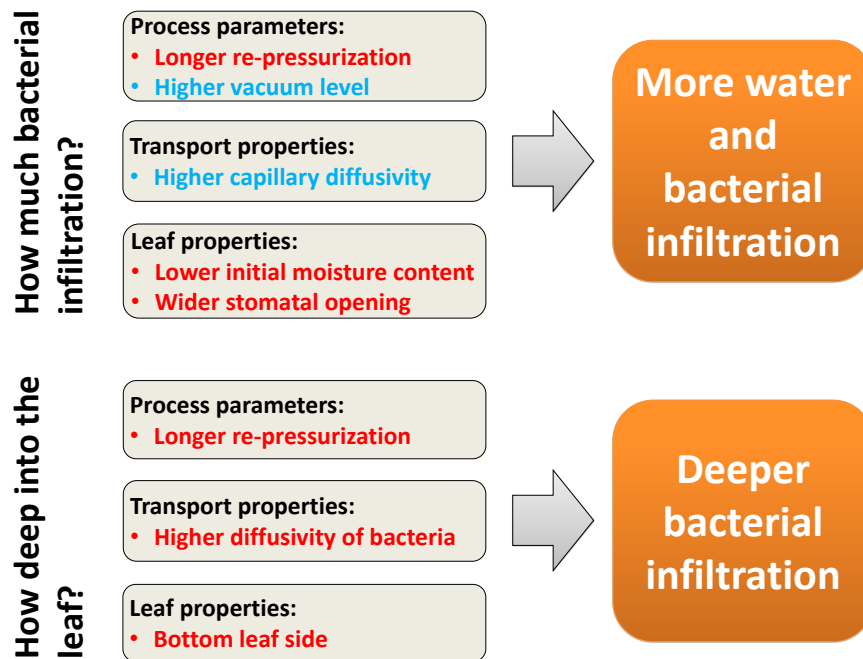 How much bacterial
infiltration?
Process parameters:
• Longer re-pressurization
• Higher vacuum level
Transport properties:
• Higher capillary diffusivity
Leaf properties:
• Lower initial moisture content
• Wider stomatal opening
More water
and
bacterial
infiltration
How deep into the
leaf?
Process parameters:
• Longer re-pressurization
Transport properties:
• Higher diffusivity of bacteria
Leaf properties:
• Bottom leaf side
Deeper
bacterial
infiltration